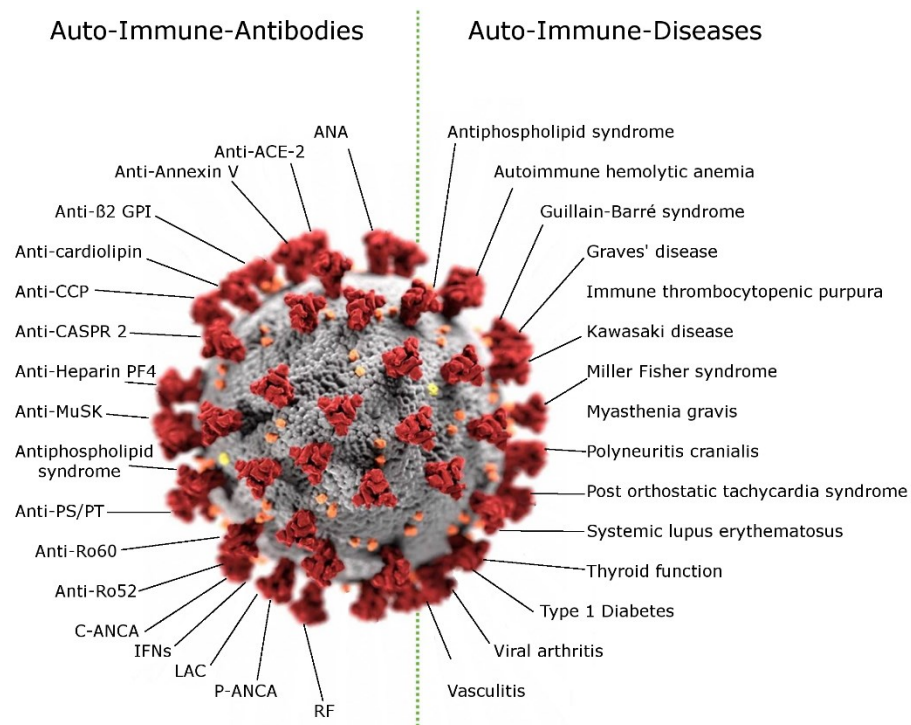 Auto-Immune-Antibodies
Auto-Immune-Diseases
ANA
Anti-ACE-2
Anti-Annexin V
Anti-ß2 GPI
Anti-cardiolipin
Anti-CCP
Anti-CASPR 2
Anti-Heparin PF4
Anti-MuSK
Antiphospholipid
syndrome
Anti-PS/PT
Anti-Ro60
Anti-Ro52
C-ANCA
IFNs
LAC
P-ANCA
RF
Antiphospholipid syndrome
Autoimmune hemolytic anemia
Guillain-Barré syndrome
Graves' disease
Immune thrombocytopenic purpura
Kawasaki disease
Miller Fisher syndrome
Myasthenia gravis
Polyneuritis cranialis
Post orthostatic tachycardia syndrome
Systemic lupus erythematosus
Thyroid function
Type 1 Diabetes
Viral arthritis
Vasculitis